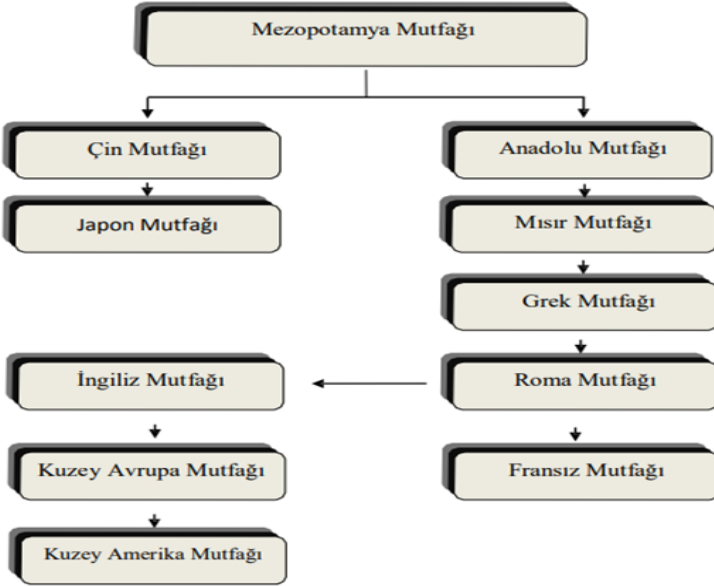 Mezopotamya Mutfağı
Çin Mutfağı
Anadolu Mutfağı
Japon Mutfağı
Mısır Mutfağı
Grek Mutfağı
İngiliz Mutfağı
Roma Mutfağı
Kuzey Avrupa Mutfağı
Fransız Mutfağı
Kuzey Amerika Mutfağı